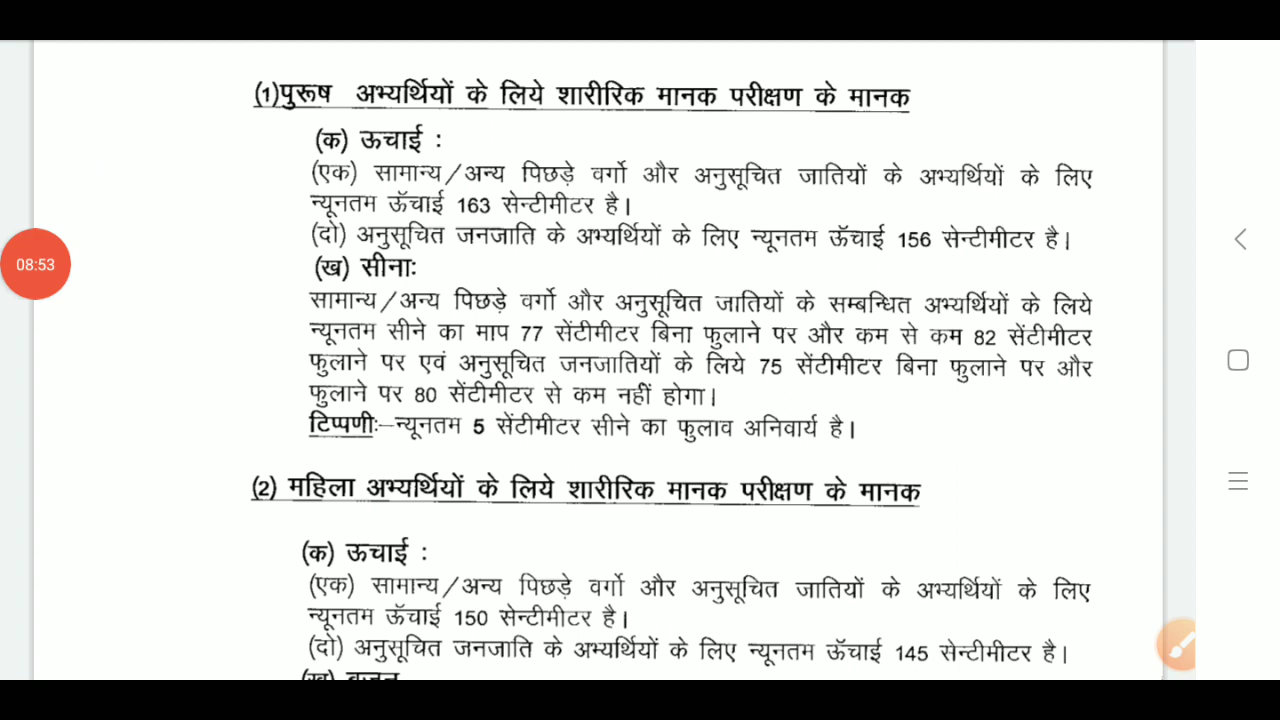 (1)पुरूष अभ्यर्थियों के लिये शारीरिक मानक परीक्षण के मानक
(क) ऊचाई :
(एक) सामान्य/अन्य पिछड़े वर्गो और अनुसूचित जातियों के अभ्यर्थियों के लिए
न्यूनतम ऊँचाई 163 सेन्टीमीटर है।
(दो) अनुसूचित जनजाति के अभ्यर्थियों के लिए न्यूनतम ऊँचाई 156 सेन्टीमीटर है।
08:53
(ख) सीनाः
सामान्य/अन्य पिछड़े वर्गो और अनुसूचित जातियों के सम्बन्धित अभ्यर्थियों के लिये
न्यूनतम सीने का माप 77 सेंटीमीटर बिना फुलाने पर और कम से कम 82 सेंटीमीटर
फुलाने पर एवं अनुसूचित जनजातियों के लिये 75 सेंटीमीटर बिना फुलाने पर और
फुलाने पर 80 सेंटीमीटर से कम नहीं होगा।
टिप्पणीः–न्यूनतम 5 सेंटीमीटर सीने का फुलाव अनिवार्य है।
(2) महिला अभ्यर्थियों के लिये शारीरिक मानक परीक्षण के मानक
(क) ऊचाई :
(एक) सामान्य/अन्य पिछड़े वर्गो और अनुसूचित जातियों के अभ्यर्थियों के लिए
न्यूनतम ऊँचाई 150 सेन्टीमीटर है।
(दो) अनुसूचित जनजाति के अभ्यर्थियों के लिए न्यूनतम ऊँचाई 145 सेन्टीमीटर है।